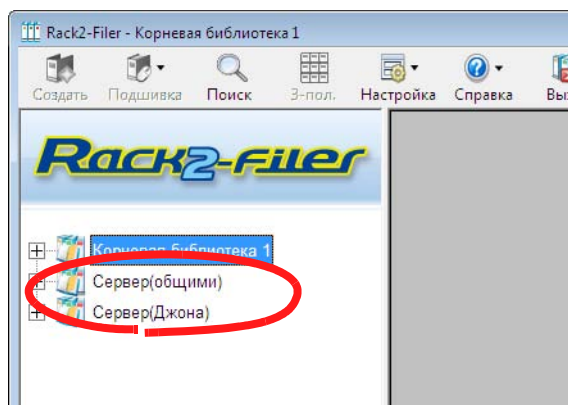 Rack2-Filer - Корневая библиотека 1
Создать Подшивка Поиск 3-пол. Настройка Справка Вы
Rack2-Filer
Корневая библиотека 1
Сервер(общими)
Сервер(Джона)